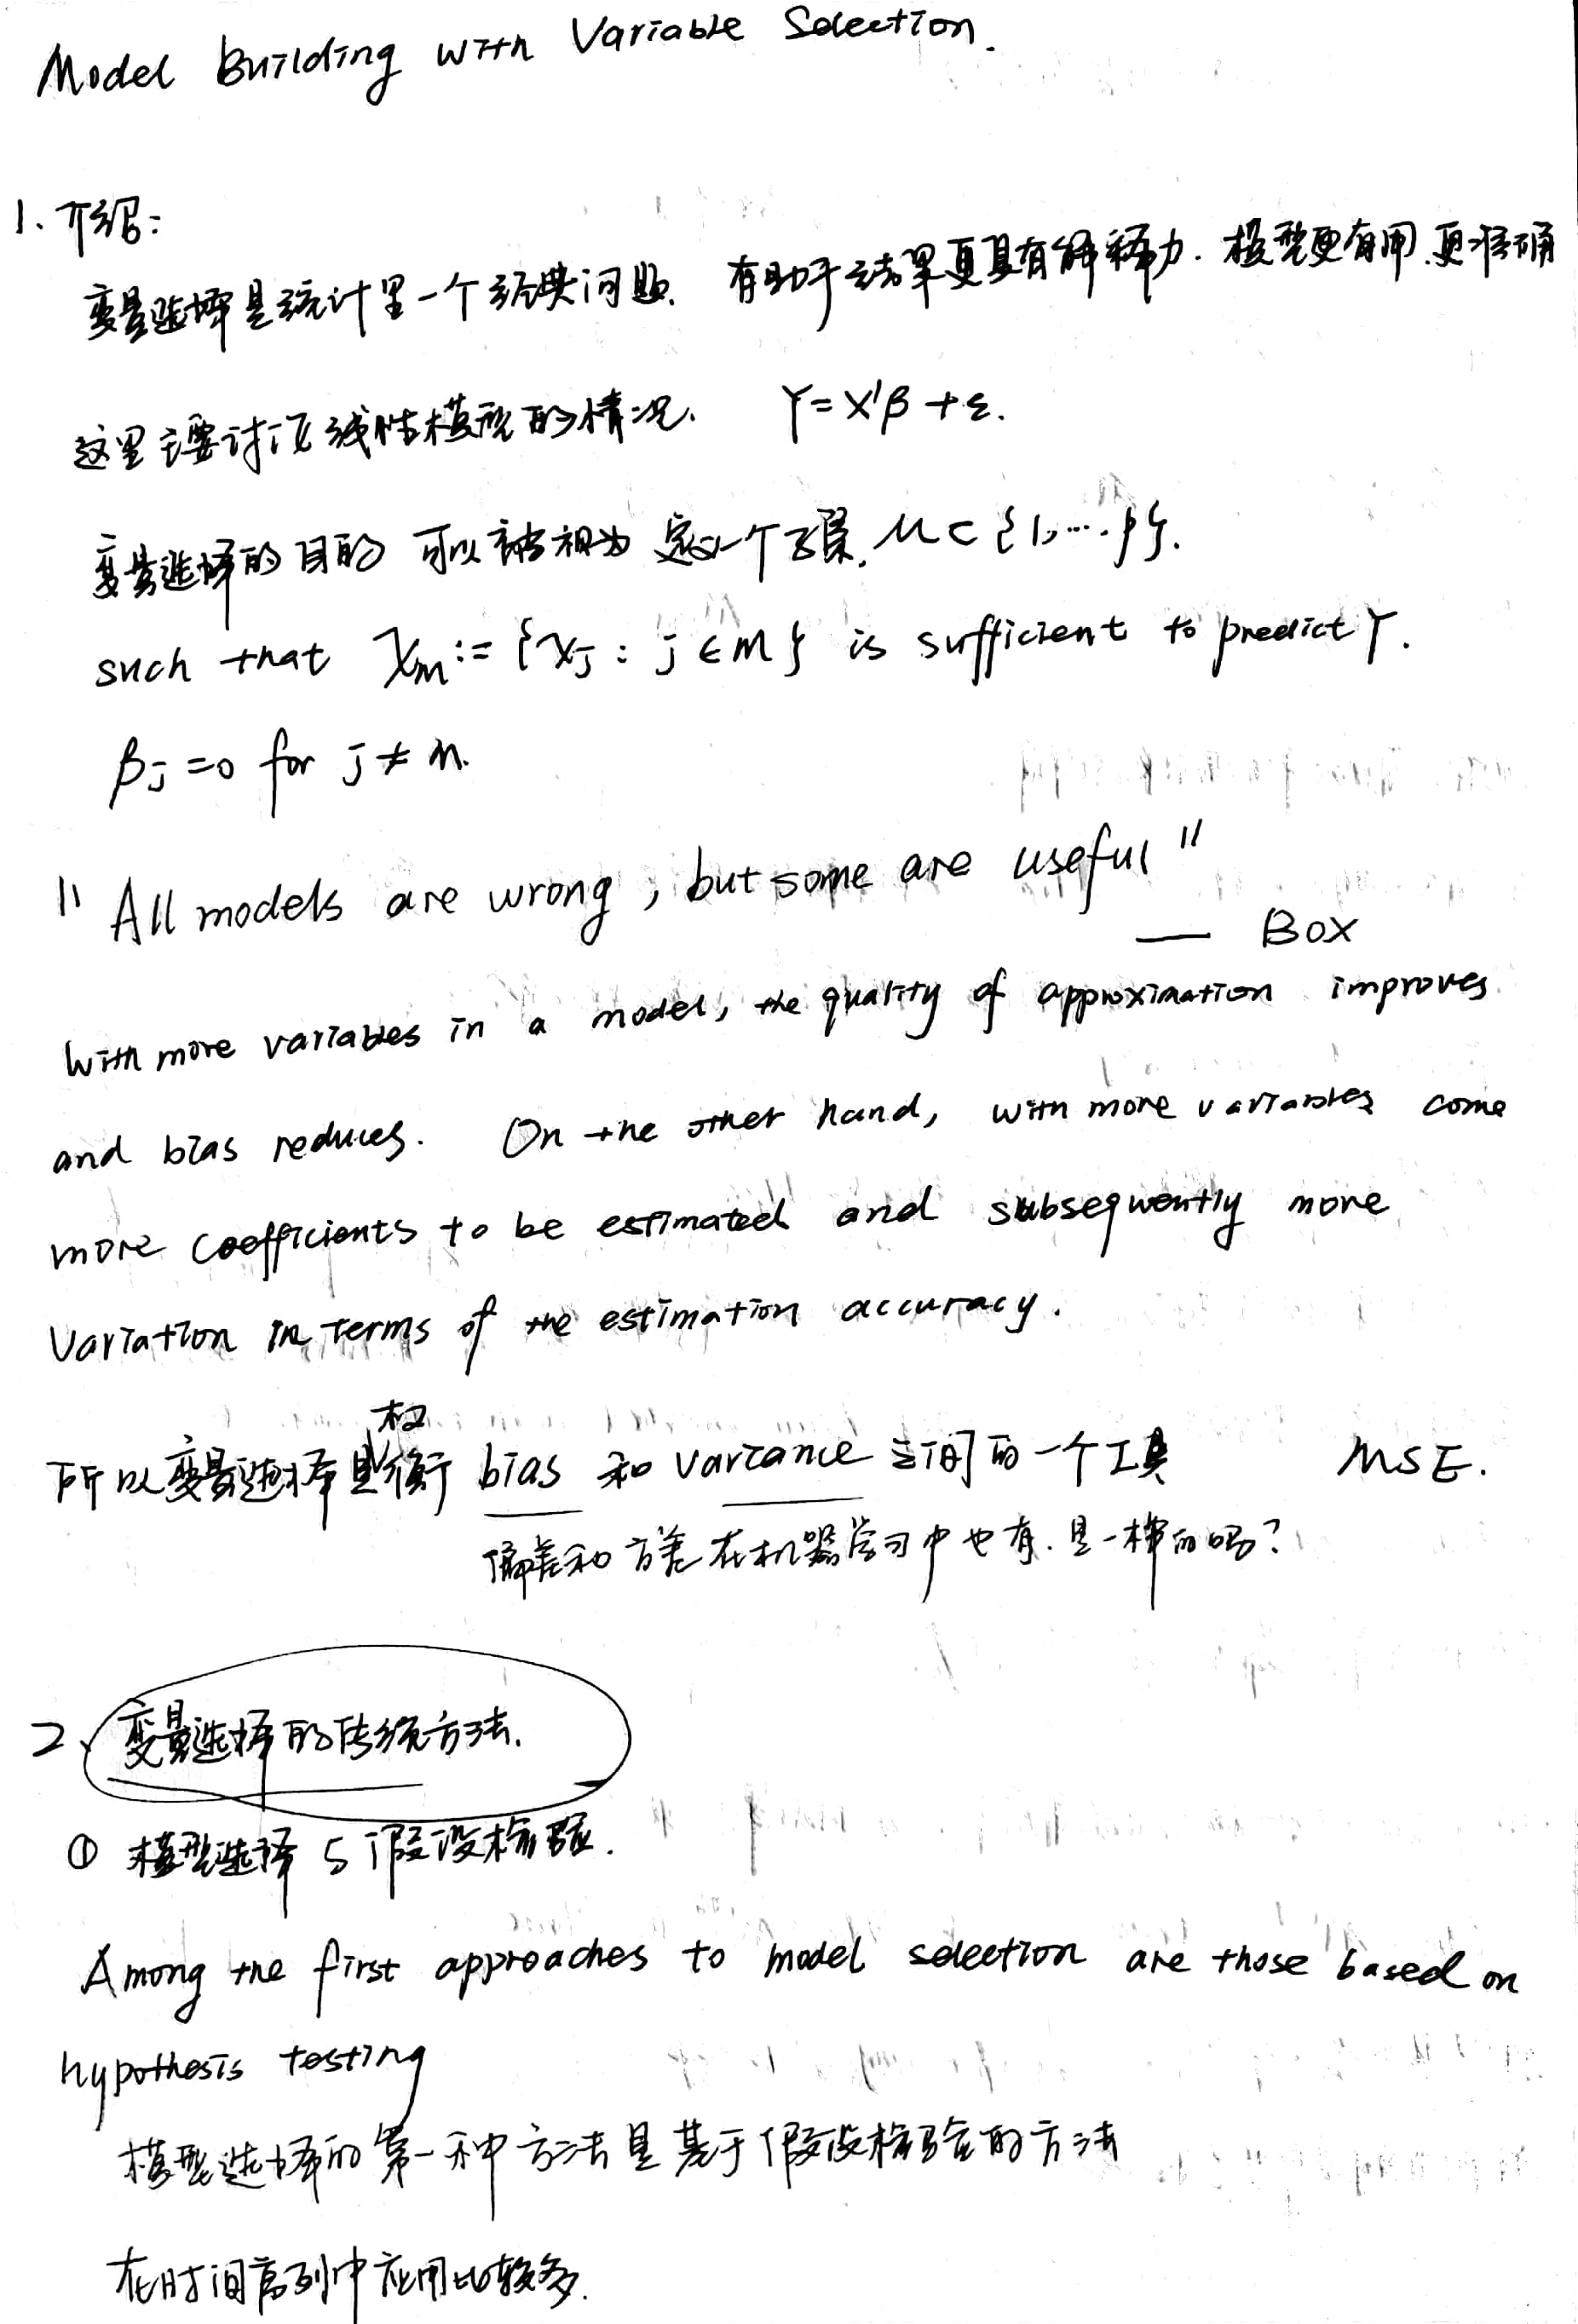 Model Building with Variable Selection.
1. 介绍:
变量选择是统计里一个经典问题. 有助于结果更具有解释力. 模型更有用.更准确
这里主要讨论线性模型的情况. Y=X'β+ε.
变量选择的目的 可以被视为 定义一个子集. M⊂{1,…p}.
such that X_M := {X_J : j ∈ M} is sufficient to predict Y.
β_j =0 for j ≠ M.
" All models are wrong, but some are useful "
— BOX
With more variables in a model, the quality of approximation improves
and bias reduces. On the other hand, with more variables come
more coefficients to be estimated and subsequently more
Variation in terms of the estimation accuracy.
所以变量选择是权衡 bias 和 variance 之间的一个工具 MSE.
偏差和方差在机器学习中也有.是一样的吗?
2、变量选择的传统方法.
① 模型选择与假设检验.
Among the first approaches to model selection are those based on
hypothesis testing
模型选择的第一种方法是基于假设检验的方法
在时间序列中应用比较多.